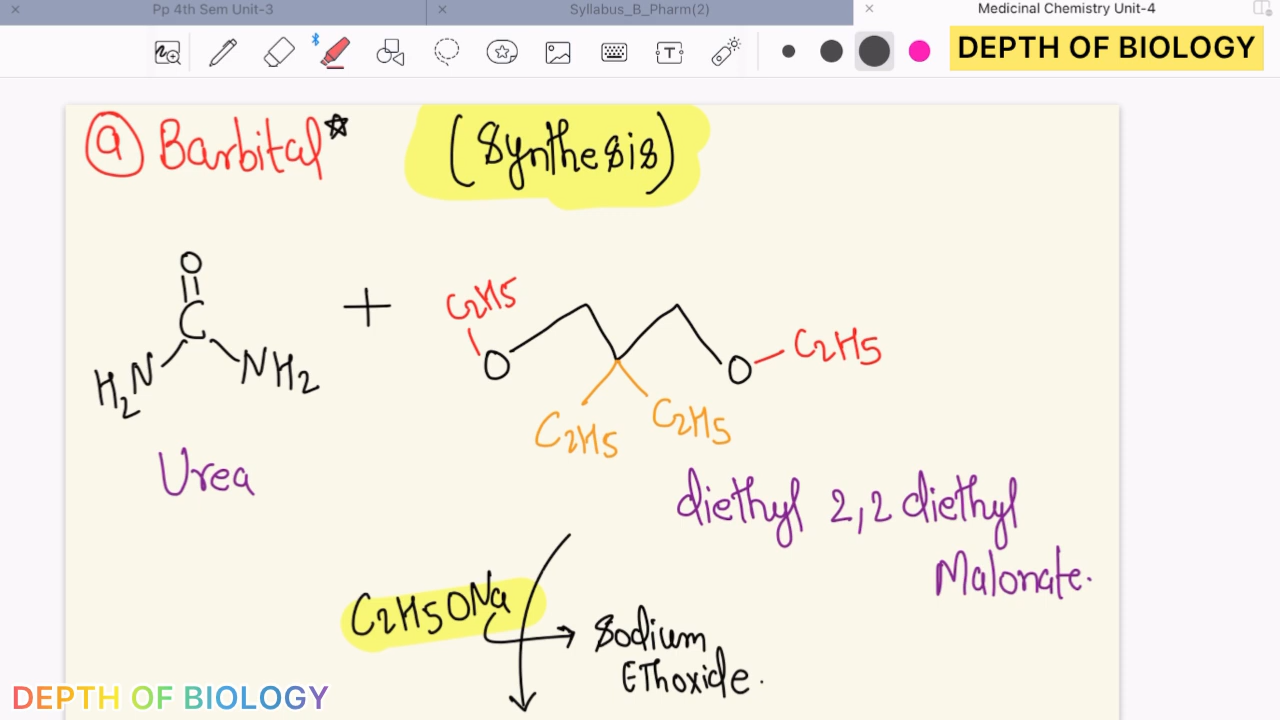 Pp 4th Sem Unit-3
Syllabus_B_Pharm(2)
Medicinal Chemistry Unit-4
T
DEPTH OF BIOLOGY
a Barbital (Synthesis)
O
C
H2N NH2
+
C2H5
O
O
C2H5
C2H5 C2H5
Urea
diethyl 2,2 diethyl
Malonate.
C2H5ONa
Sodium
EThoxide.
DEPTH OF BIOLOGY